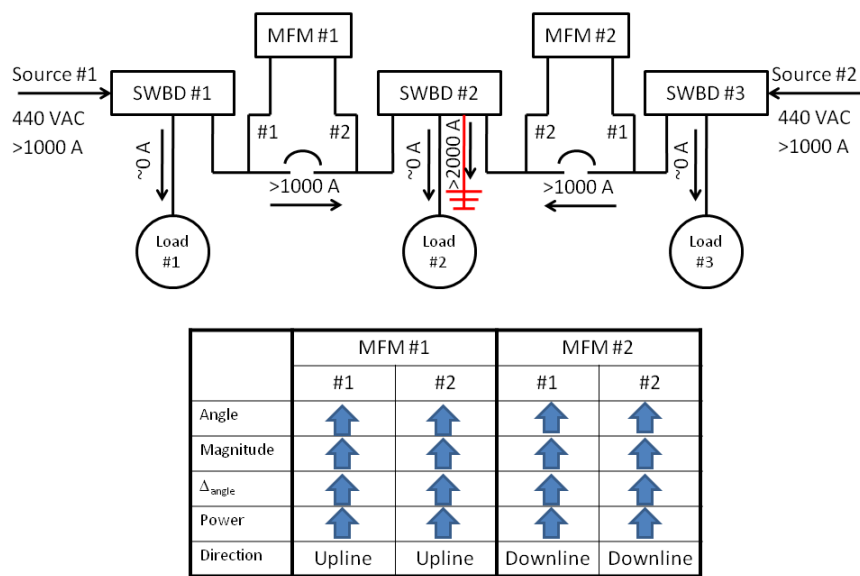 MFM #1
MFM #2
Source #1
Source #2
SWBD #1
SWBD #2
SWBD #3
440 VAC
>1000 A
440 VAC
>1000 A
#1
#2
#2
#1
~0 A
~0 A
>2000 A
~0 A
>1000 A
>1000 A
Load
#1
Load
#2
Load
#3
MFM #1 MFM #2
#1 #2 #1 #2
Angle
Magnitude
Δangle
Power
Direction Upline Upline Downline Downline